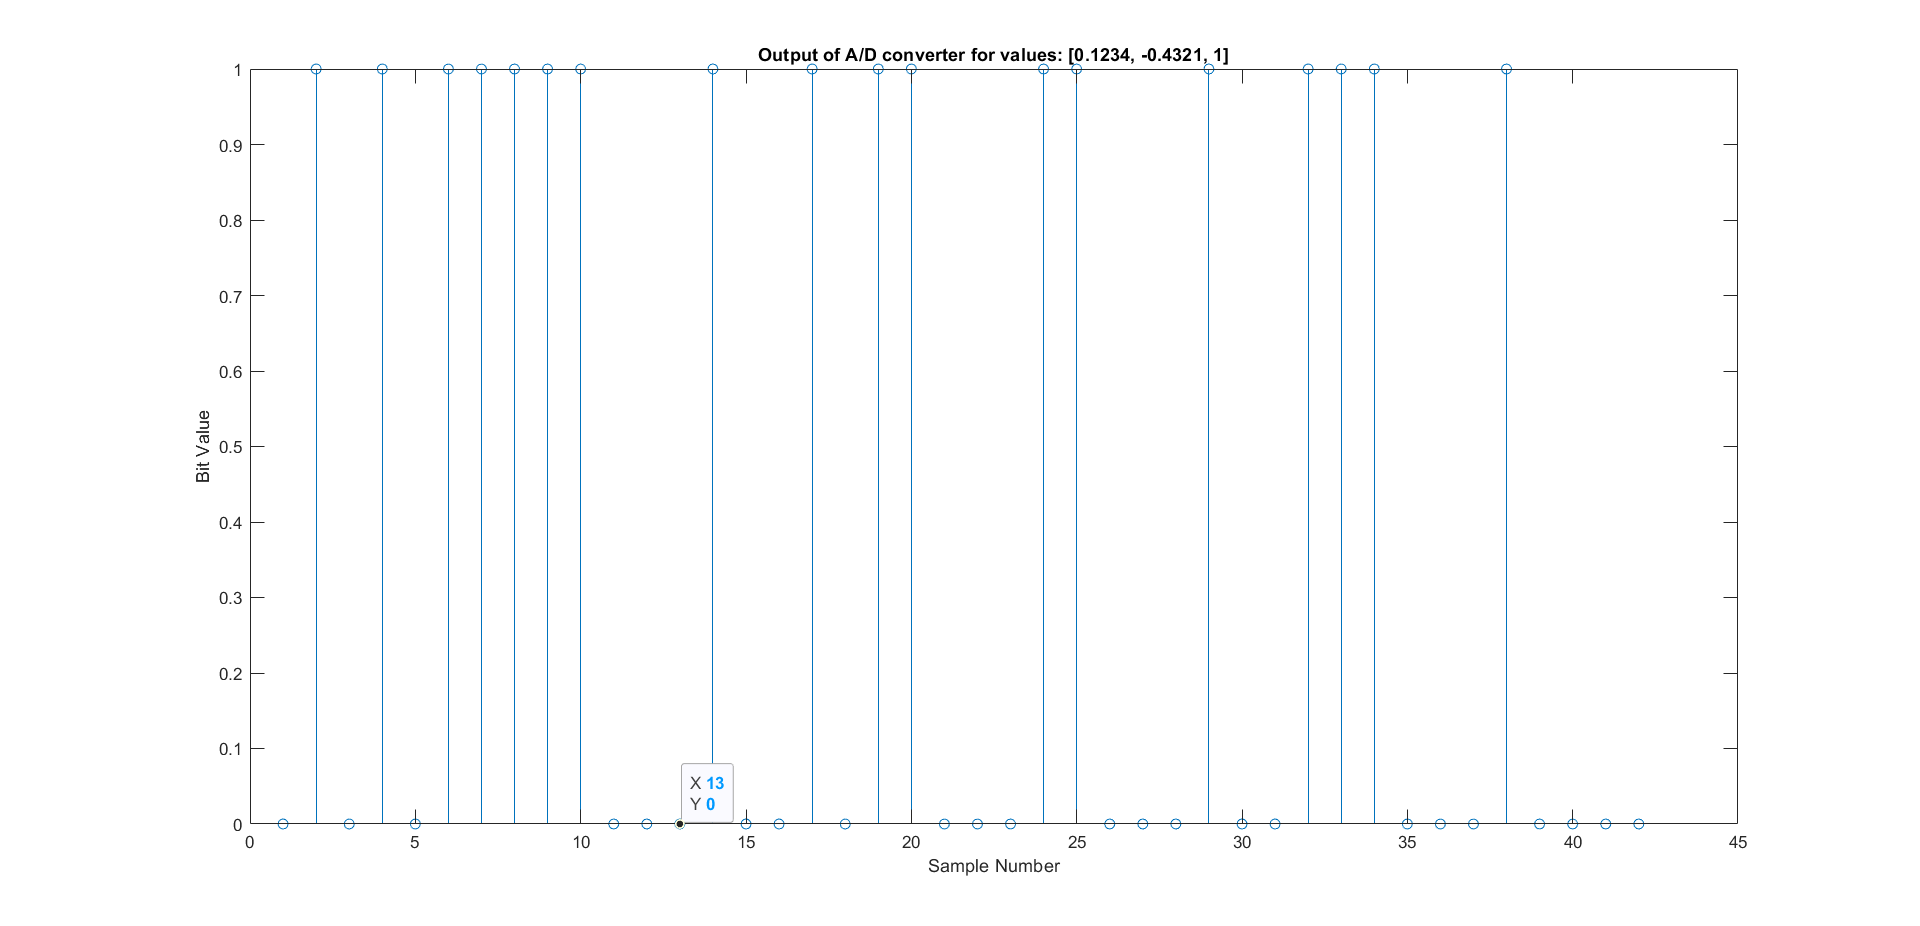 Output of A/D converter for values: [0.1234, -0.4321, 1]
1
0.9
0.8
0.7
0.6
0.5
0.4
0.3
0.2
0.1
0
Bit Value
X 13
Y 0
0 5 10 15 20 25 30 35 40 45
Sample Number